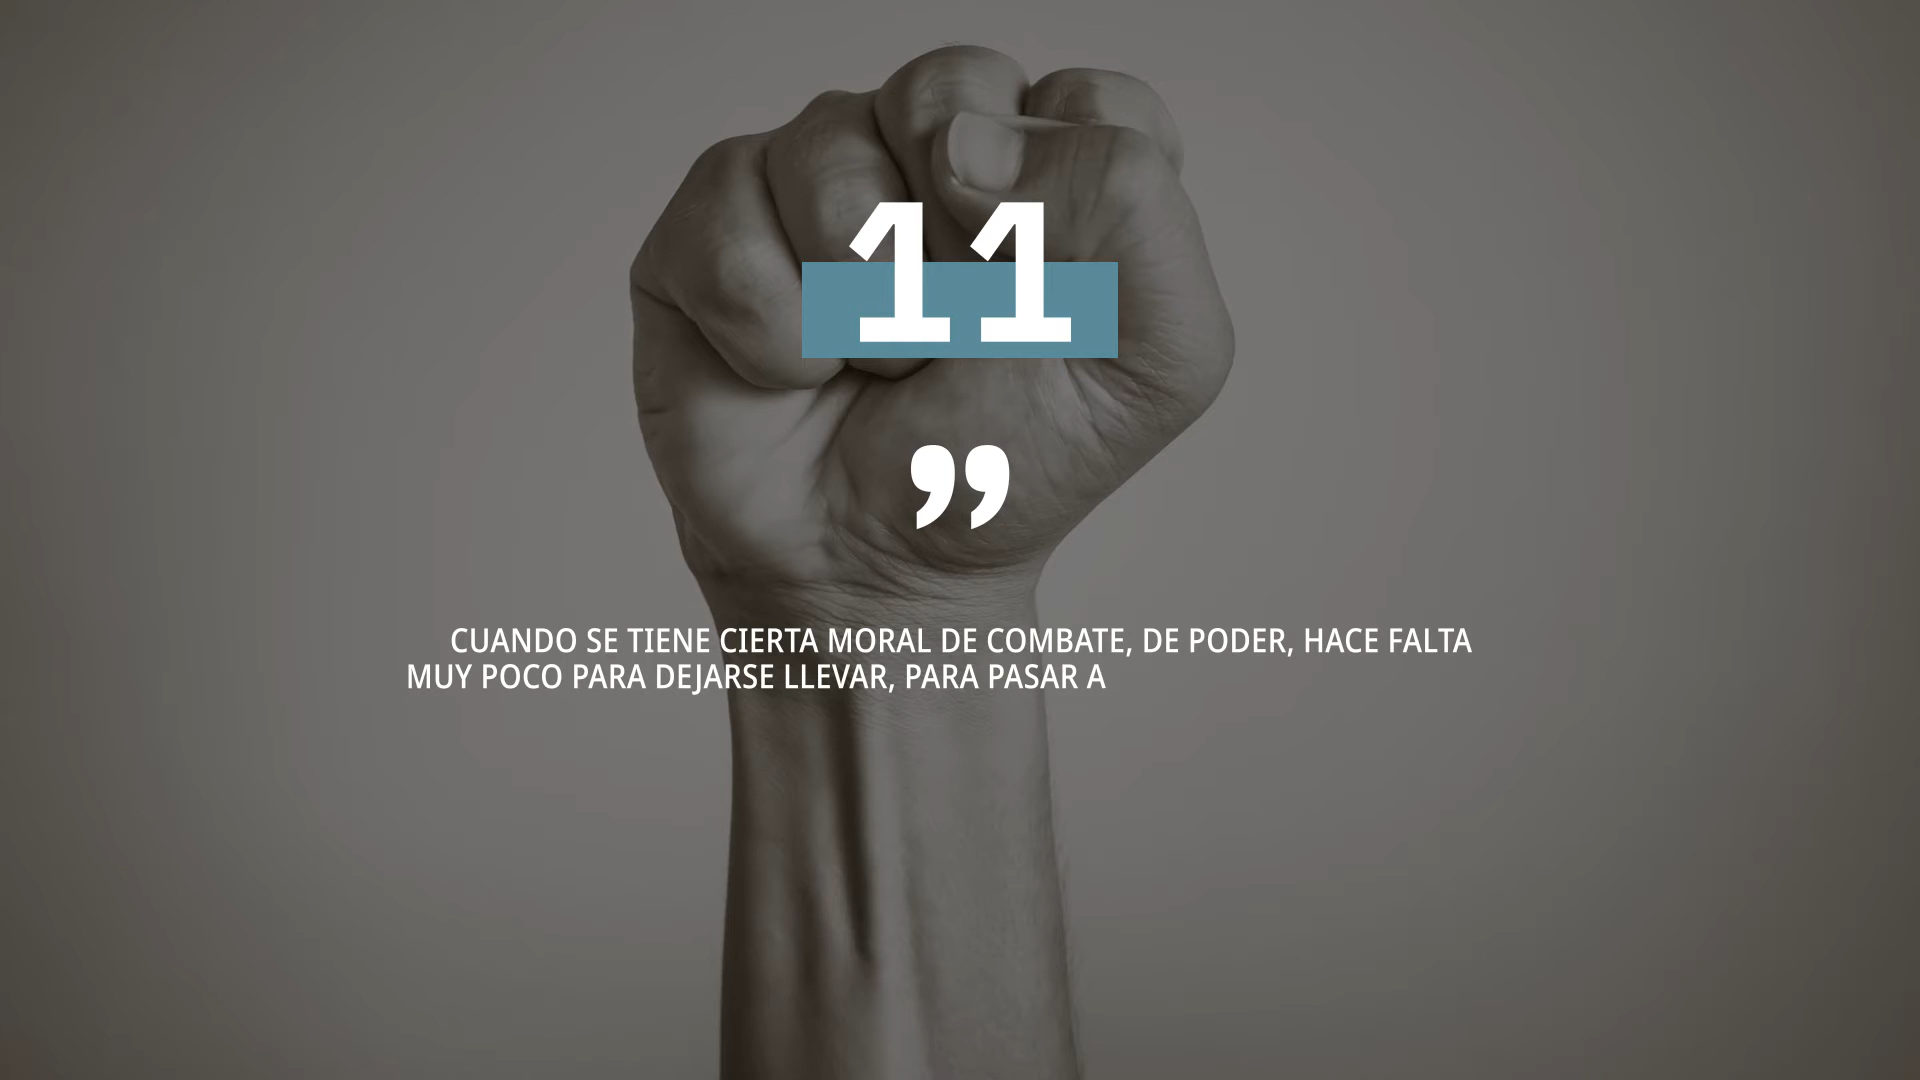 11
”
CUANDO SE TIENE CIERTA MORAL DE COMBATE, DE PODER, HACE FALTA
MUY POCO PARA DEJARSE LLEVAR, PARA PASAR A